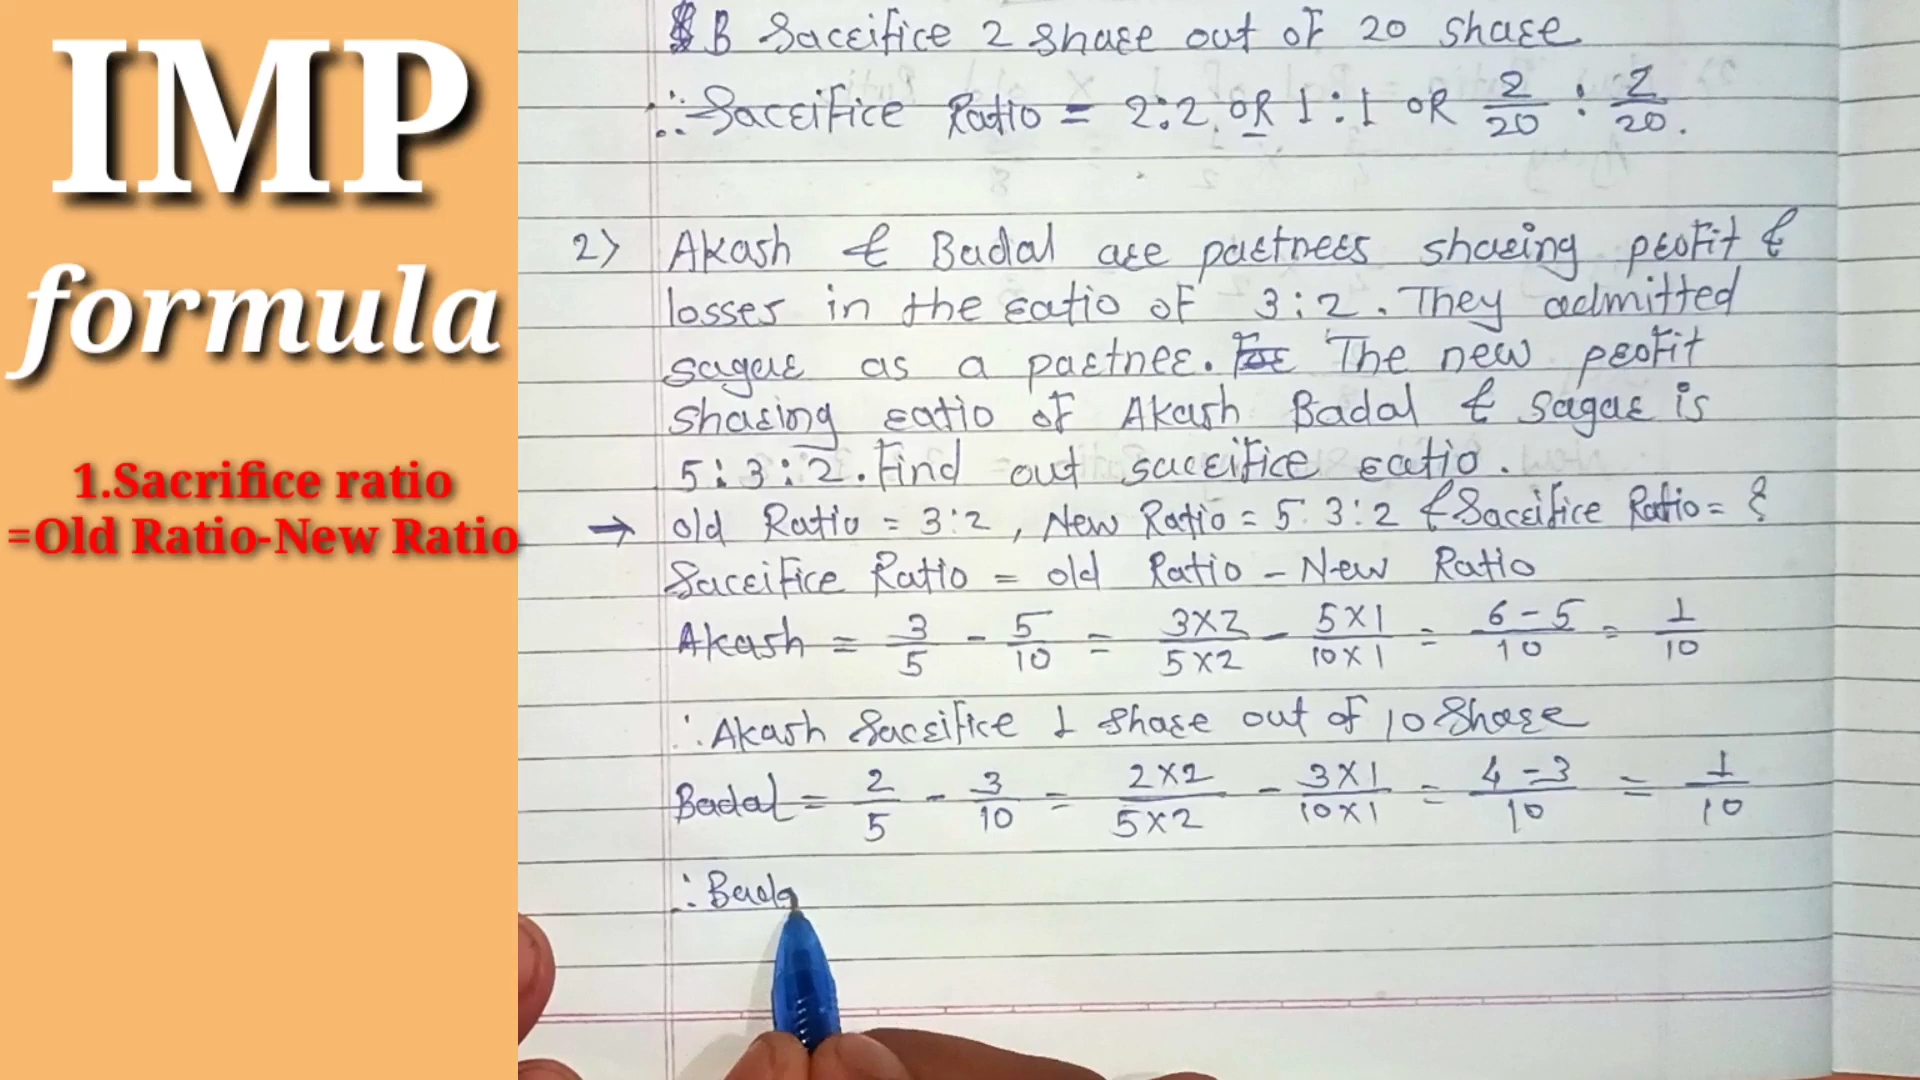 IMP
formula
1.Sacrifice ratio
=Old Ratio-New Ratio
B Sacrifice 2 share out of 20 share
∴ Sacrifice Ratio = 2:2 OR 1:1 OR 2/20 : 2/20.
2) Akash & Badal are partners sharing profit &
losses in the ratio of 3:2. They admitted
sagar as a partner. The new profit
sharing ratio of Akash Badal & sagar is
5:3:2. Find out sacrifice ratio.
→ old Ratio = 3:2, New Ratio = 5:3:2 & Sacrifice Ratio = ?
Sacrifice Ratio = old Ratio - New Ratio
Akash = 3/5 - 5/10 = 3×2/5×2 - 5×1/10×1 = 6-5/10 = 1/10
∴ Akash Sacrifice 1 share out of 10 Share
Badal = 2/5 - 3/10 = 2×2/5×2 - 3×1/10×1 = 4-3/10 = 1/10
∴ Bada